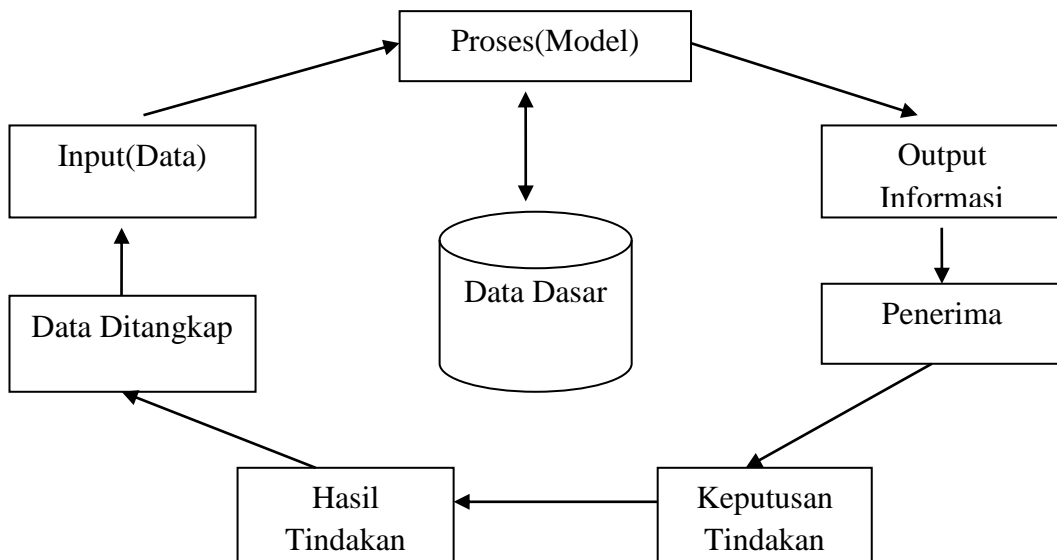 Proses(Model)
Input(Data)
Output
Informasi
Data Dasar
Data Ditangkap
Penerima
Hasil
Tindakan
Keputusan
Tindakan